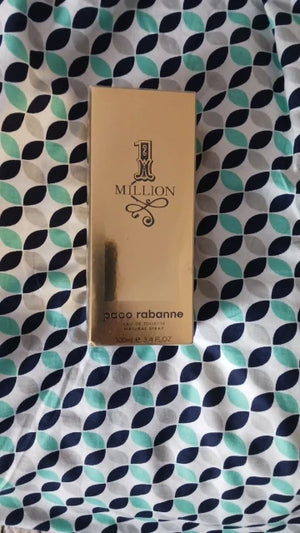 1
MILLION
paco rabanne
EAU DE TOILETTE
NATURAL SPRAY
100ml e 3.4 FL.OZ